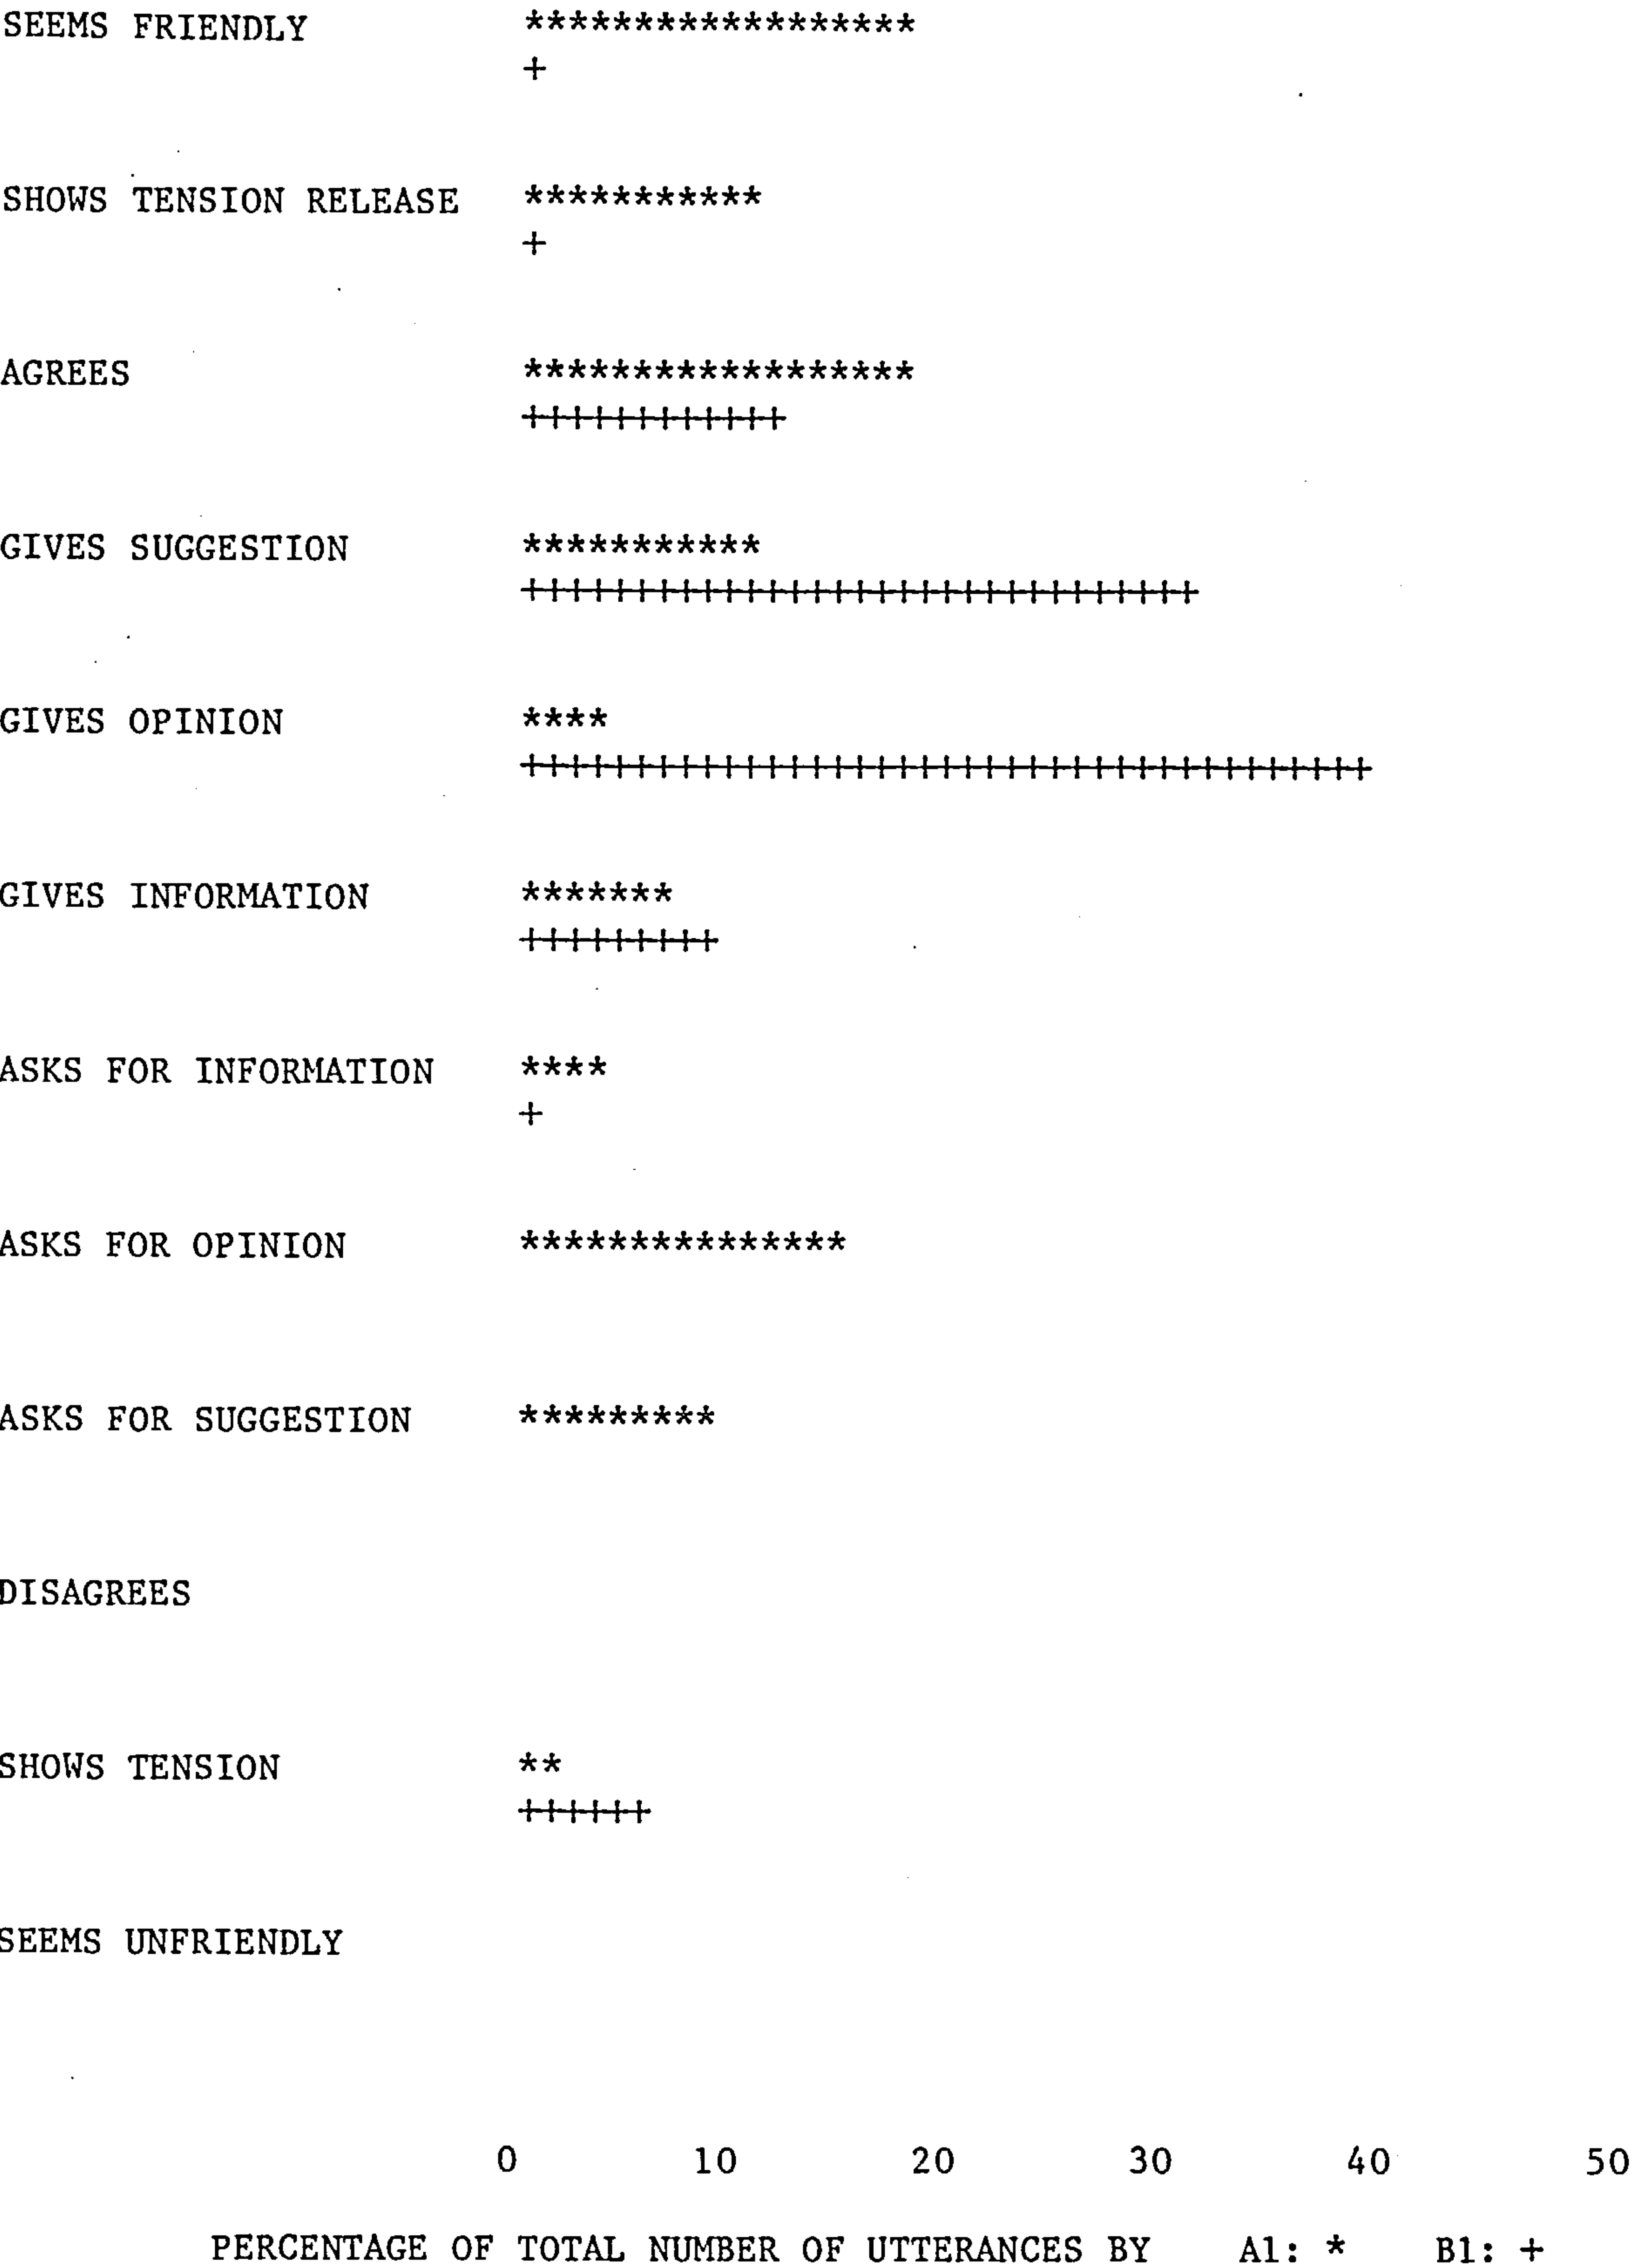 SEEMS FRIENDLY ******************
+
SHOWS TENSION RELEASE ***********
+
AGREES ******************
++++++++++++
GIVES SUGGESTION ***********
+++++++++++++++++++++++++++++++
GIVES OPINION ****
+++++++++++++++++++++++++++++++++++++++
GIVES INFORMATION *******
+++++++++
ASKS FOR INFORMATION ****
+
ASKS FOR OPINION ***************
ASKS FOR SUGGESTION *********
DISAGREES
SHOWS TENSION **
++++++
SEEMS UNFRIENDLY
0 10 20 30 40 50
PERCENTAGE OF TOTAL NUMBER OF UTTERANCES BY A1: * B1: +